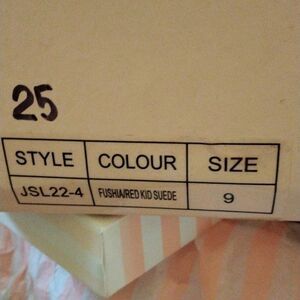 25
STYLE COLOUR SIZE
JSL22-4 FUSHIA/RED KID SUEDE 9